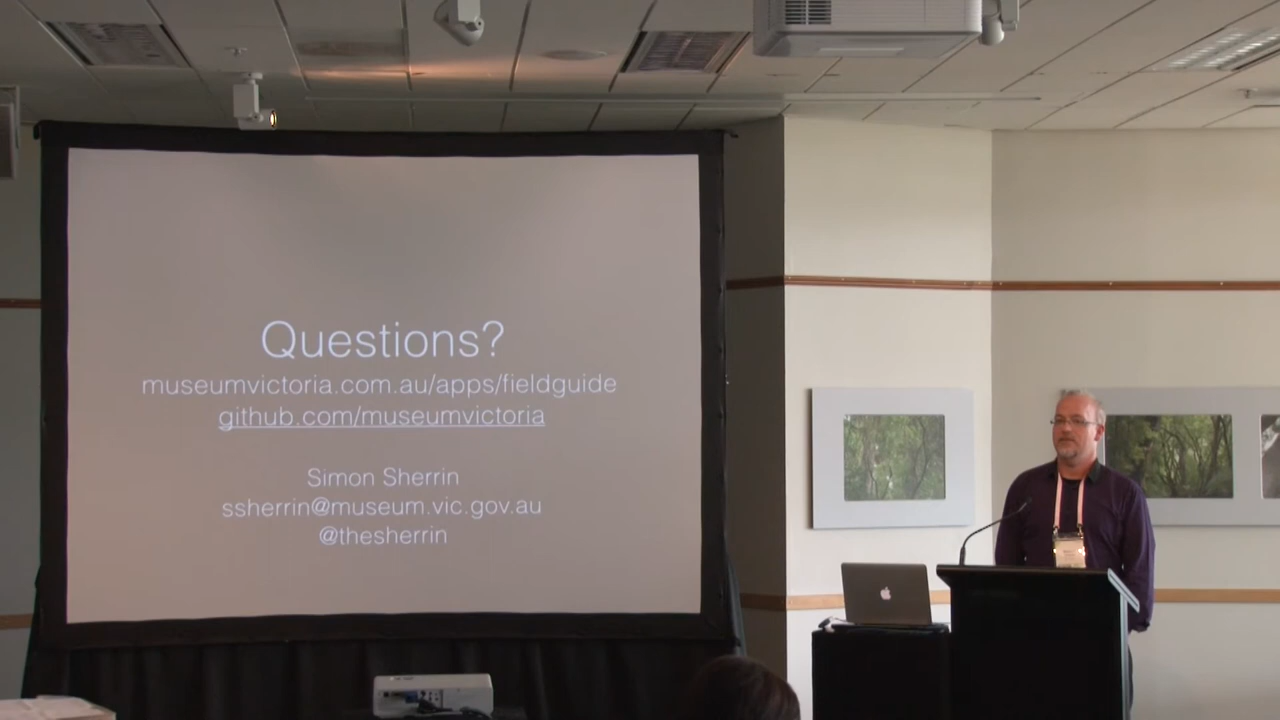 Questions?
museumvictoria.com.au/apps/fieldguide
github.com/museumvictoria
Simon Sherrin
ssherrin@museum.vic.gov.au
@thesherrin